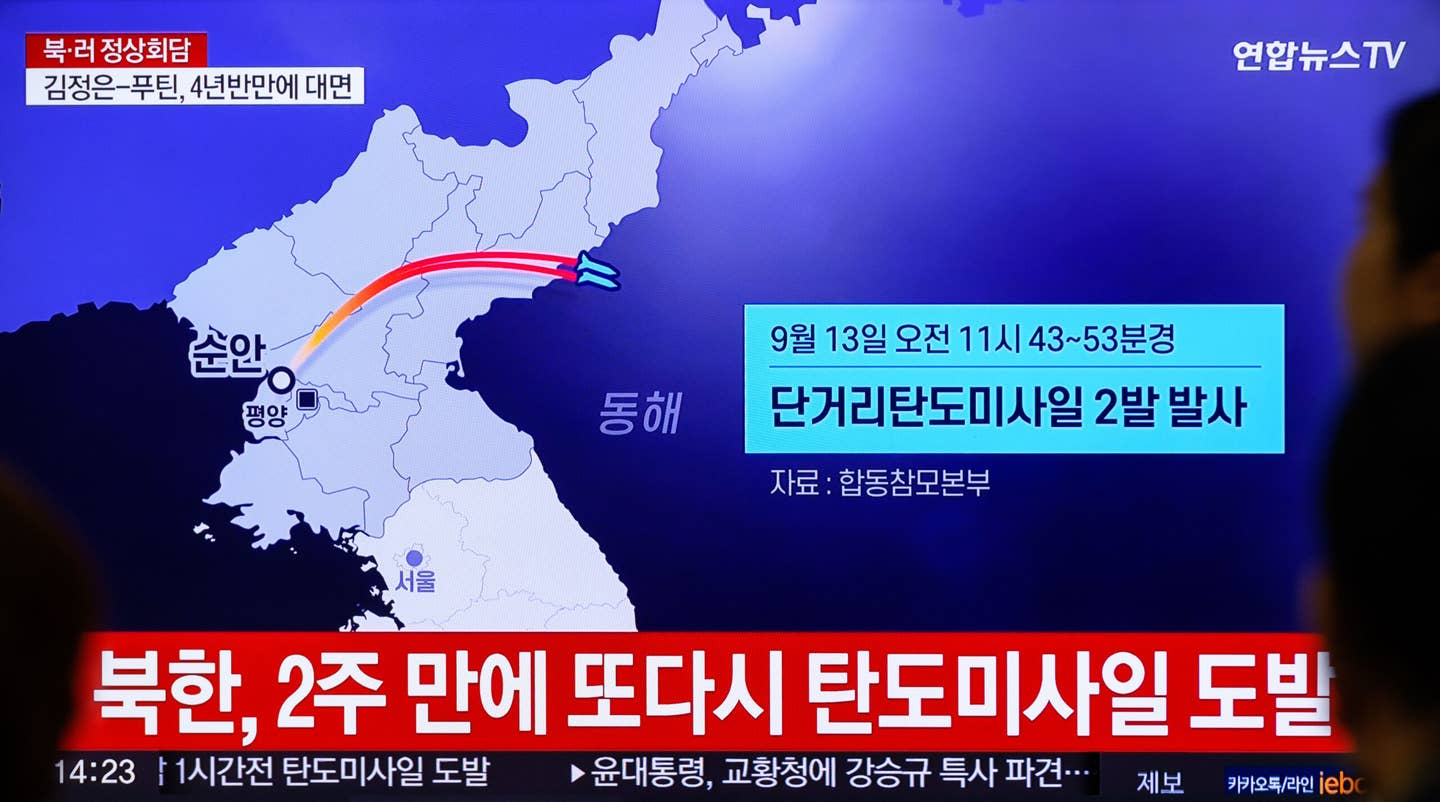 북·러 정상회담
김정은-푸틴, 4년반만에 대면
연합뉴스TV
순안
평양
동해
9월 13일 오전 11시 43~53분경
단거리탄도미사일 2발 발사
자료 : 합동참모본부
서울
북한, 2주 만에 또다시 탄도미사일 도발
14:23
1시간전 탄도미사일 도발
▶윤대통령, 교황청에 강승규 특사 파견…
제보
카카오톡/라인 jebo